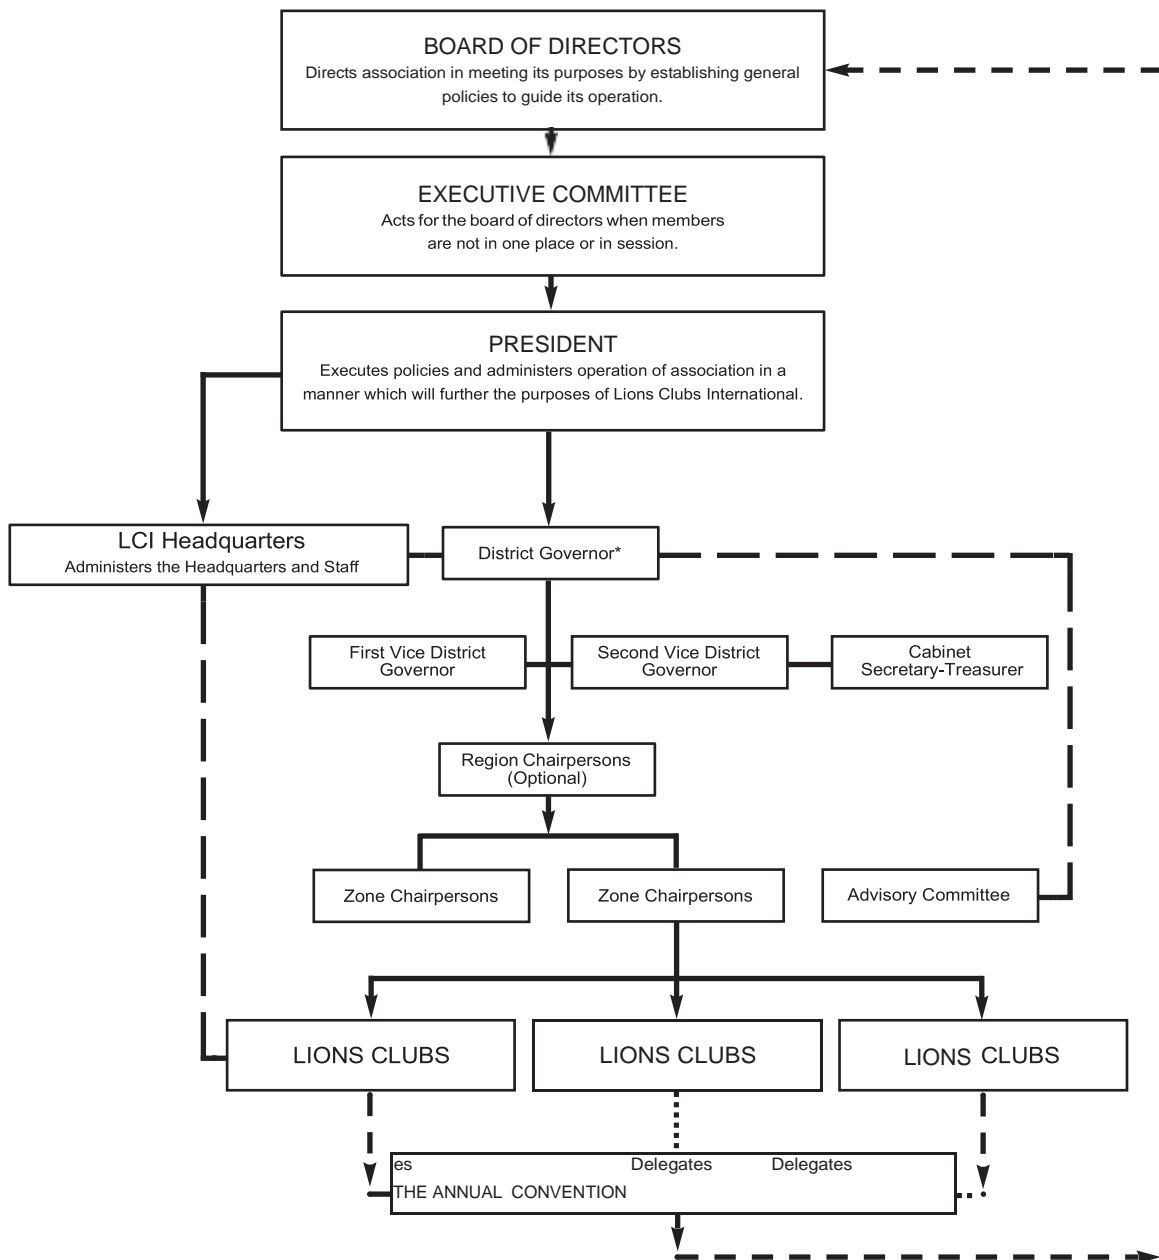 BOARD OF DIRECTORS
Directs association in meeting its purposes by establishing general
policies to guide its operation.
EXECUTIVE COMMITTEE
Acts for the board of directors when members
are not in one place or in session.
PRESIDENT
Executes policies and administers operation of association in a
manner which will further the purposes of Lions Clubs International.
LCI Headquarters
Administers the Headquarters and Staff
District Governor*
First Vice District
Governor
Second Vice District
Governor
Cabinet
Secretary-Treasurer
Region Chairpersons
(Optional)
Zone Chairpersons
Zone Chairpersons
Advisory Committee
LIONS CLUBS
LIONS CLUBS
LIONS CLUBS
es Delegates Delegates
THE ANNUAL CONVENTION